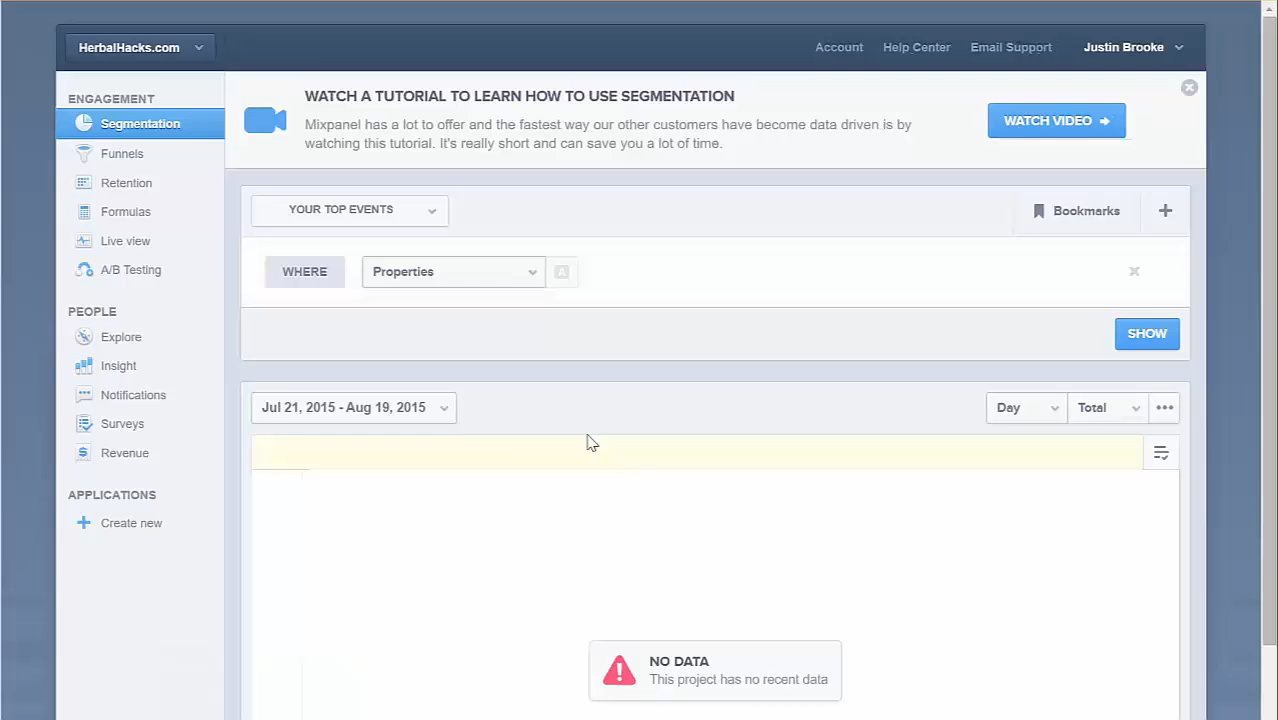 HerbalHacks.com
Account
Help Center
Email Support
Justin Brooke
ENGAGEMENT
Segmentation
Funnels
Retention
Formulas
Live view
A/B Testing
PEOPLE
Explore
Insight
Notifications
Surveys
Revenue
APPLICATIONS
Create new
WATCH A TUTORIAL TO LEARN HOW TO USE SEGMENTATION
Mixpanel has a lot to offer and the fastest way our other customers have become data driven is by
watching this tutorial. It's really short and can save you a lot of time.
WATCH VIDEO
YOUR TOP EVENTS
Bookmarks
WHERE
Properties
A
SHOW
Jul 21, 2015 - Aug 19, 2015
Day
Total
NO DATA
This project has no recent data